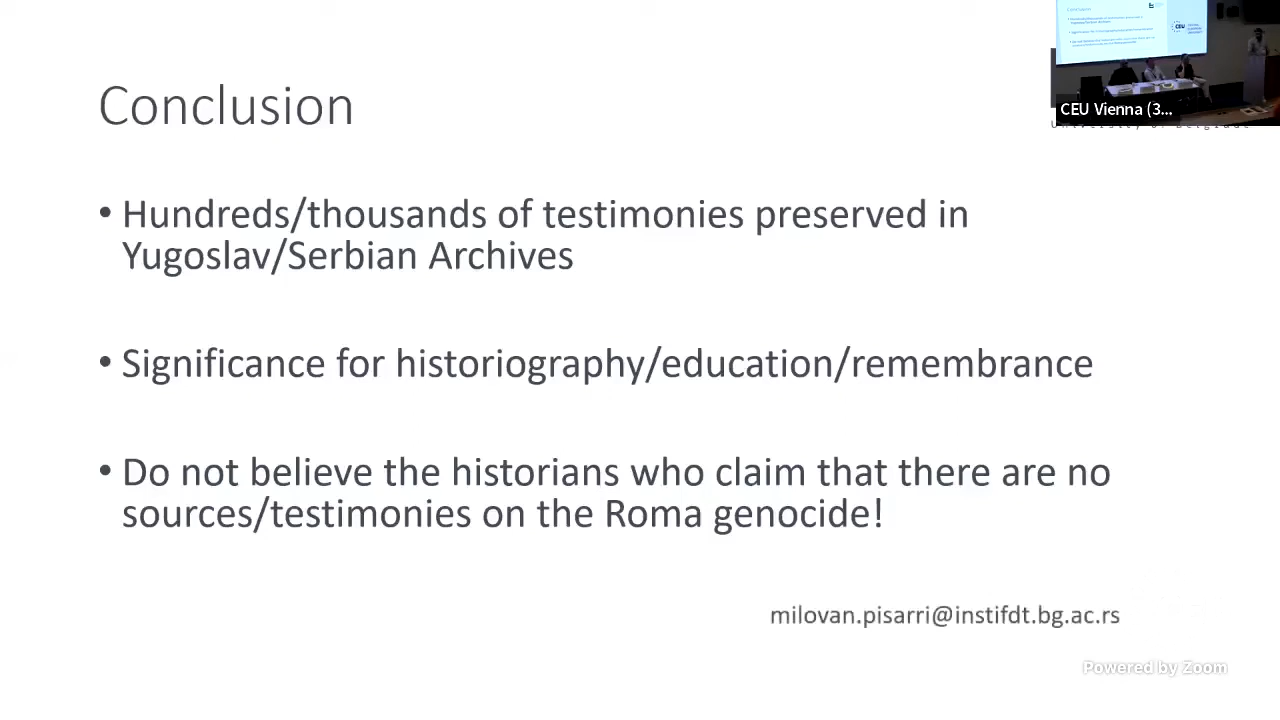 Conclusion
CEU
CEU Vienna (3...
• Hundreds/thousands of testimonies preserved in
Yugoslav/Serbian Archives
• Significance for historiography/education/remembrance
• Do not believe the historians who claim that there are no
sources/testimonies on the Roma genocide!
milovan.pisarri@instifdt.bg.ac.rs
Powered by Zoom